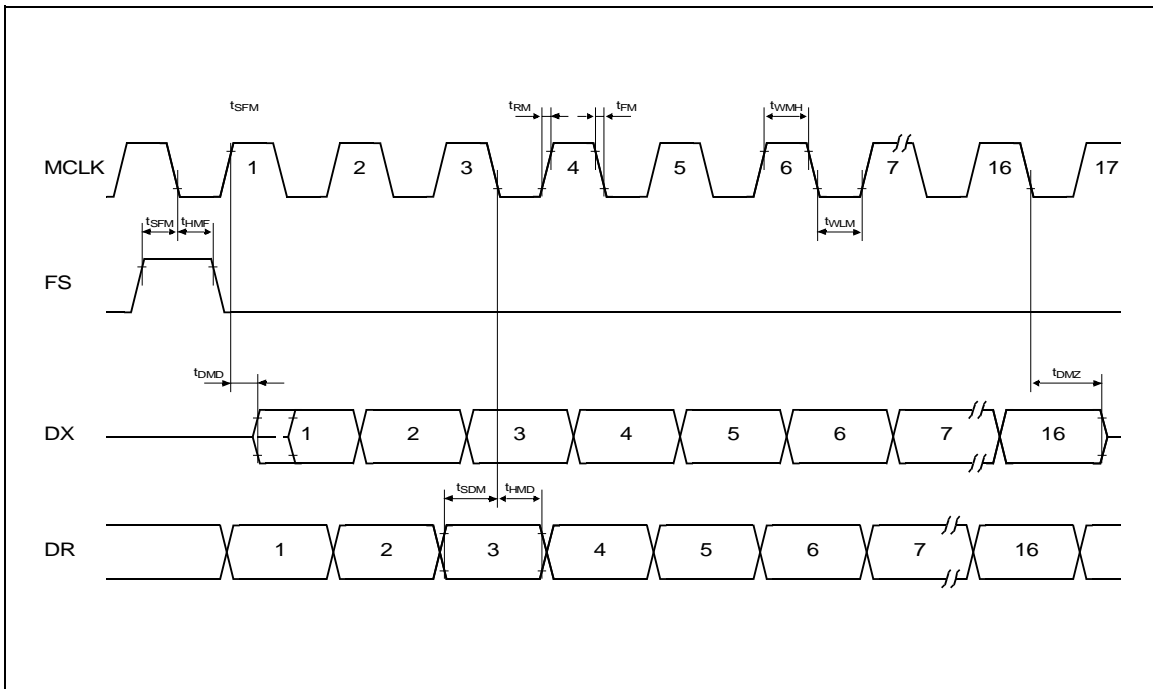 tSFM
tRM tFM tWMH
MCLK 1 2 3 4 5 6 7 16 17
tSFM tHMF tWLM
FS
tDMD tDMZ
DX 1 2 3 4 5 6 7 16
tSDM tHMD
DR 1 2 3 4 5 6 7 16